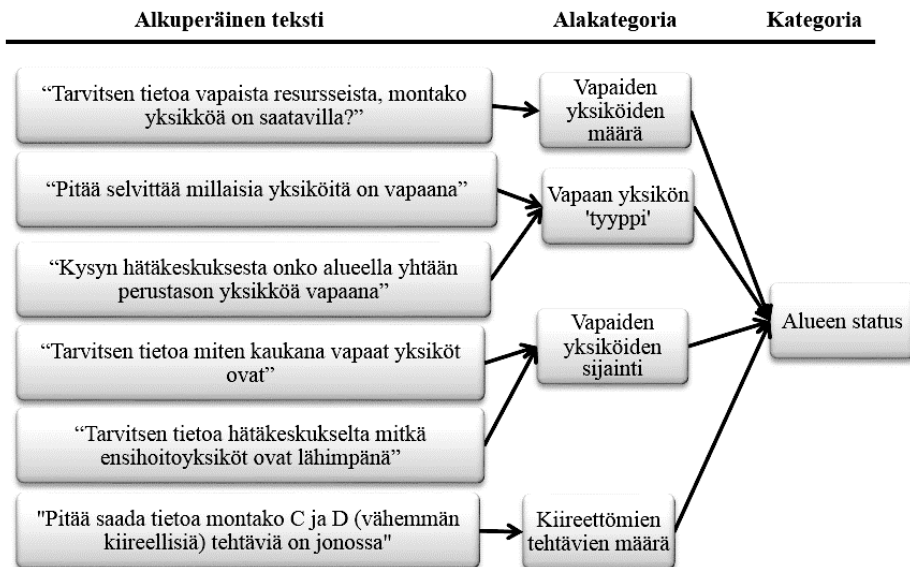 Alkuperäinen teksti
Alakategoria
Kategoria
“Tarvitsen tietoa vapaista resursseista, montako
yksikköä on saatavilla?”
Vapaiden
yksiköiden
määrä
“Pitää selvittää millaisia yksiköitä on vapaana”
Vapaan yksikön
'tyyppi'
“Kysyn hätäkeskuksesta onko alueella yhtään
perustason yksikköä vapaana”
“Tarvitsen tietoa miten kaukana vapaat yksiköt
ovat”
Vapaiden
yksiköiden
sijainti
Alueen status
“Tarvitsen tietoa hätäkeskukselta mitkä
ensihoitoyksiköt ovat lähimpänä”
"Pitää saada tietoa montako C ja D (vähemmän
kiireellisiä) tehtäviä on jonossa"
Kiireettömien
tehtävien määrä